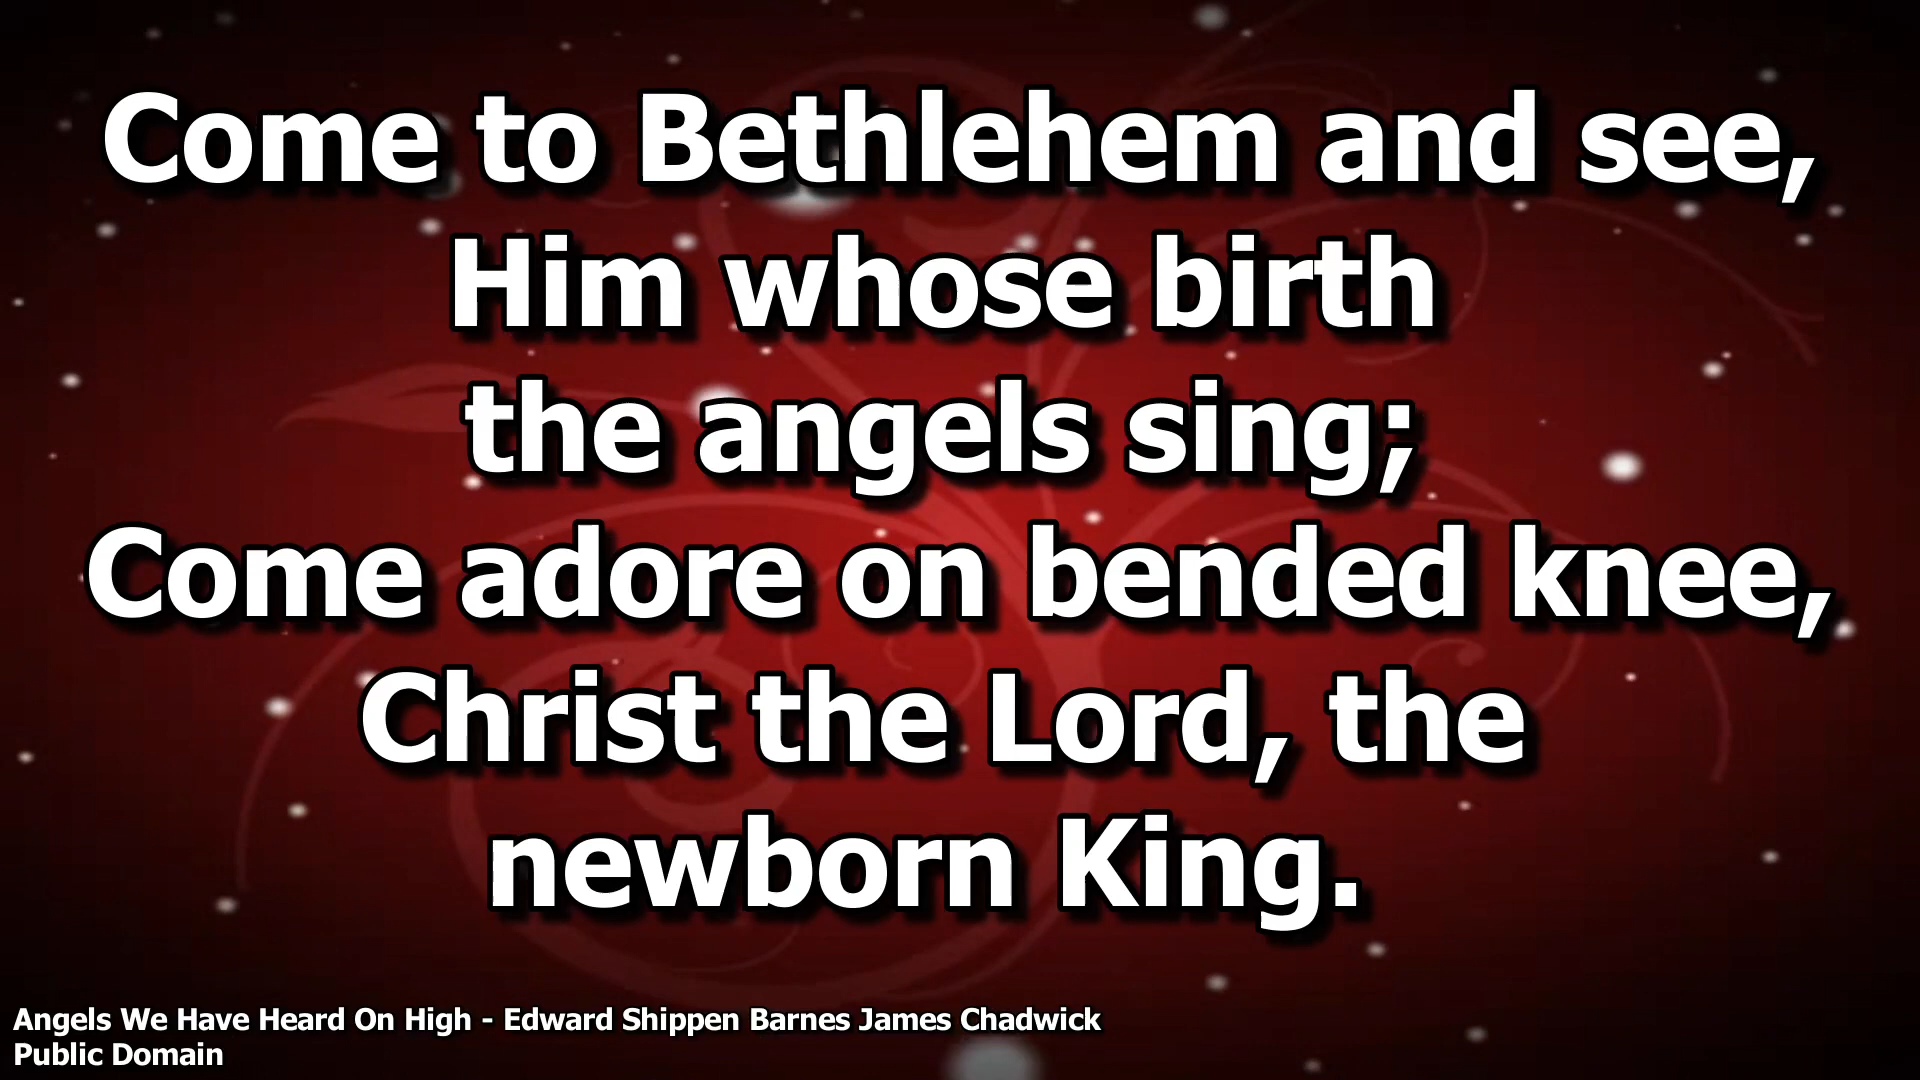 Come to Bethlehem and see,
Him whose birth
the angels sing;
Come adore on bended knee,
Christ the Lord, the
newborn King.
Angels We Have Heard On High - Edward Shippen Barnes James Chadwick
Public Domain